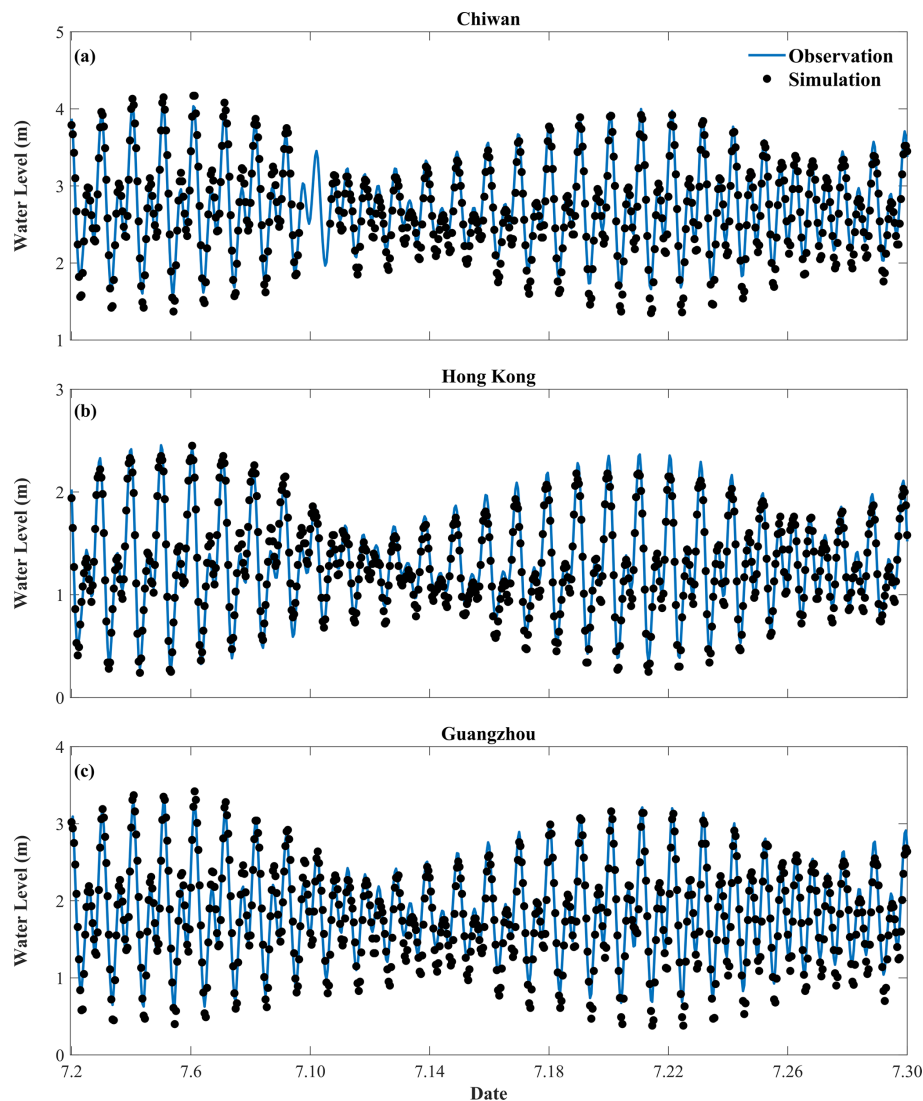 Chiwan
5
(a)
Observation
Simulation
4
3
2
1
Water Level (m)
Hong Kong
3
(b)
2
1
0
Water Level (m)
Guangzhou
4
(c)
3
2
1
0
Water Level (m)
7.2 7.6 7.10 7.14 7.18 7.22 7.26 7.30
Date